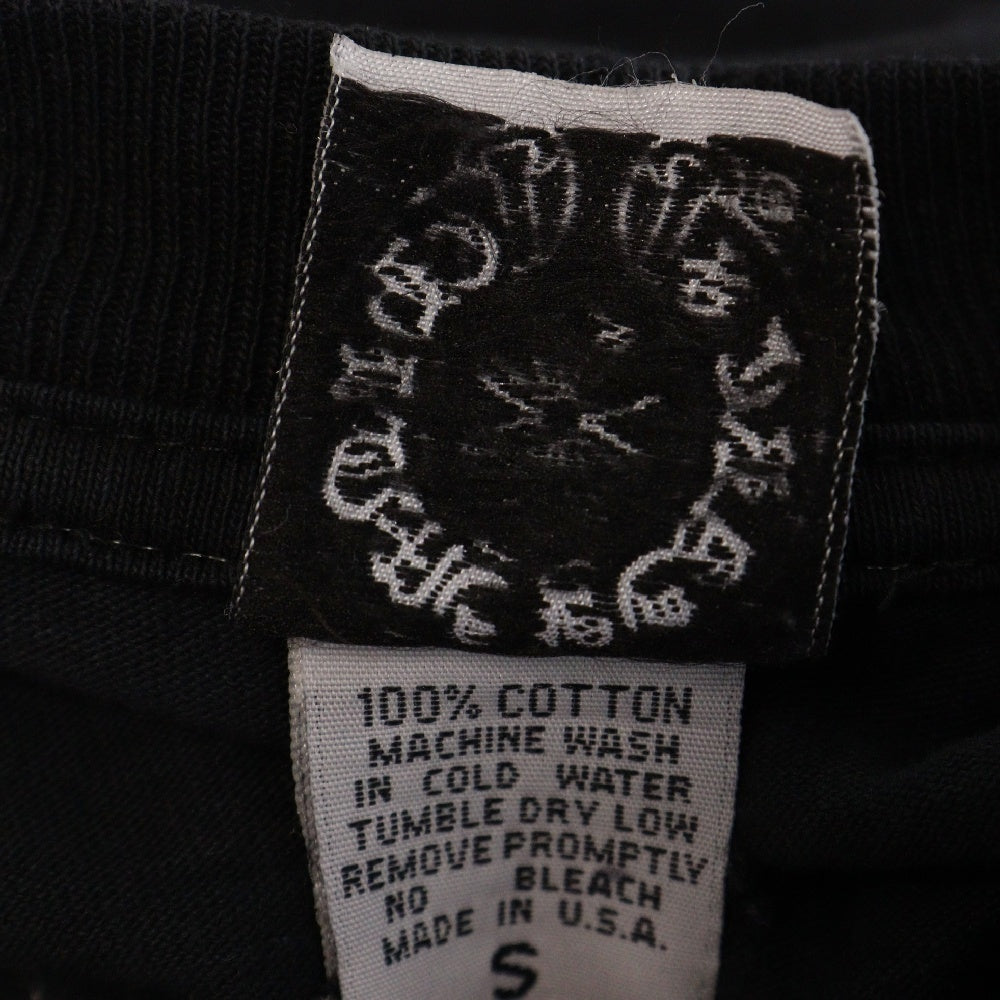 100% COTTON
MACHINE WASH
IN COLD WATER
TUMBLE DRY LOW
REMOVE PROMPTLY
NO BLEACH
MADE IN U.S.A.
S